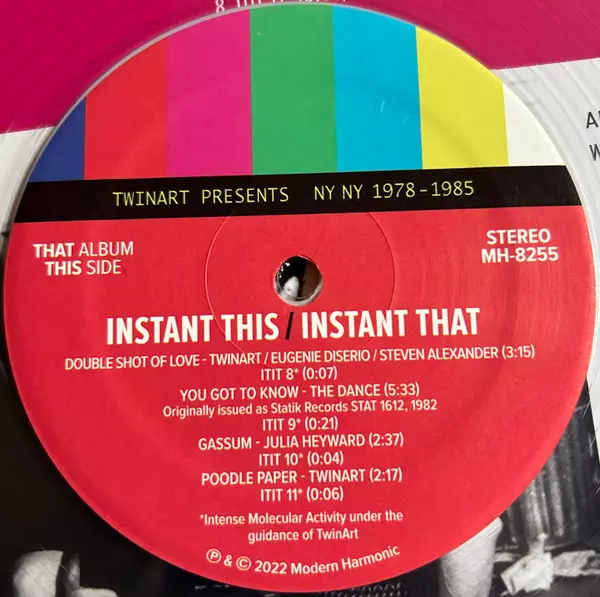 TWINART PRESENTS NY NY 1978-1985
THAT ALBUM
THIS SIDE
STEREO
MH-8255
INSTANT THIS / INSTANT THAT
DOUBLE SHOT OF LOVE - TWINART / EUGENIE DISERIO / STEVEN ALEXANDER (3:15)
ITIT 8* (0:07)
YOU GOT TO KNOW - THE DANCE (5:33)
Originally issued as Statik Records STAT 1612, 1982
ITIT 9* (0:21)
GASSUM - JULIA HEYWARD (2:37)
ITIT 10* (0:04)
POODLE PAPER - TWINART (2:17)
ITIT 11* (0:06)
*Intense Molecular Activity under the
guidance of TwinArt
Ⓟ & © 2022 Modern Harmonic